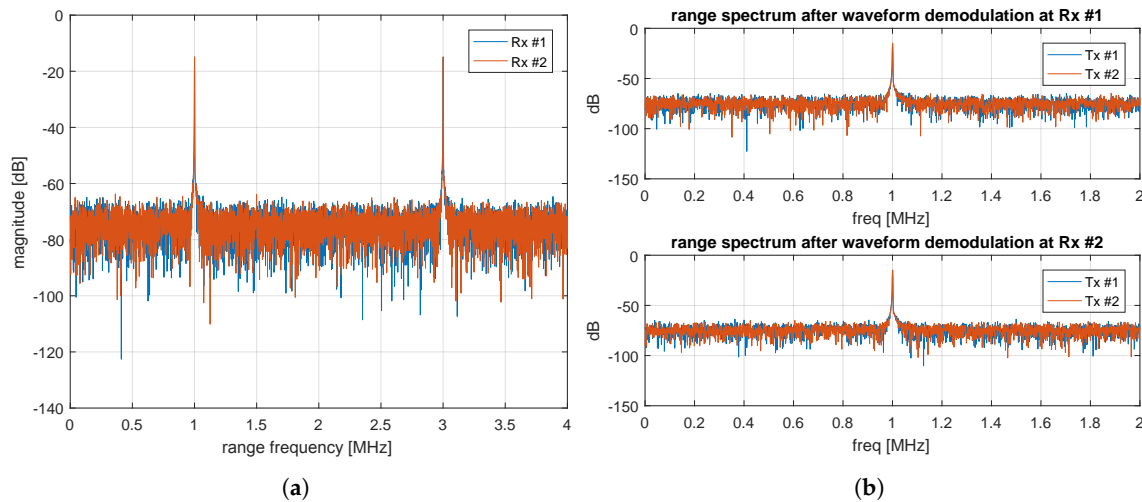 0
-20
-40
-60
-80
-100
-120
-140
magnitude [dB]
0 0.5 1 1.5 2 2.5 3 3.5 4
range frequency [MHz]
Rx #1
Rx #2
(a)
range spectrum after waveform demodulation at Rx #1
0
-50
-100
-150
dB
Tx #1
Tx #2
0 0.2 0.4 0.6 0.8 1 1.2 1.4 1.6 1.8 2
freq [MHz]
range spectrum after waveform demodulation at Rx #2
0
-50
-100
-150
dB
Tx #1
Tx #2
0 0.2 0.4 0.6 0.8 1 1.2 1.4 1.6 1.8 2
freq [MHz]
(b)